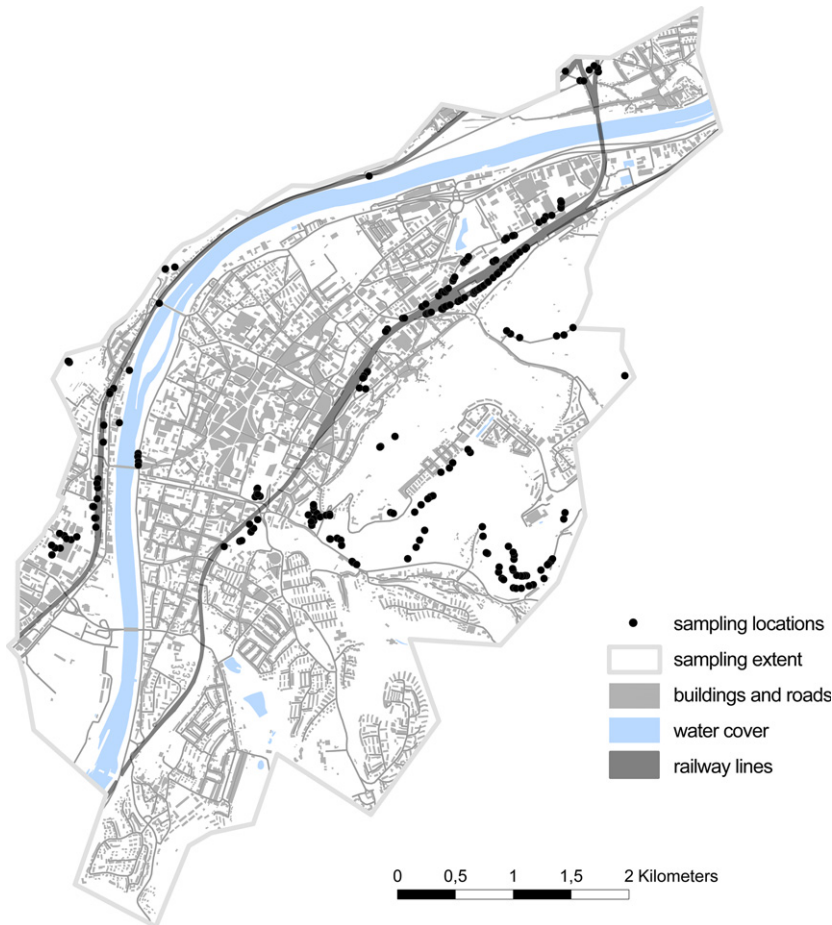 sampling locations
sampling extent
buildings and roads
water cover
railway lines
0 0,5 1 1,5 2 Kilometers